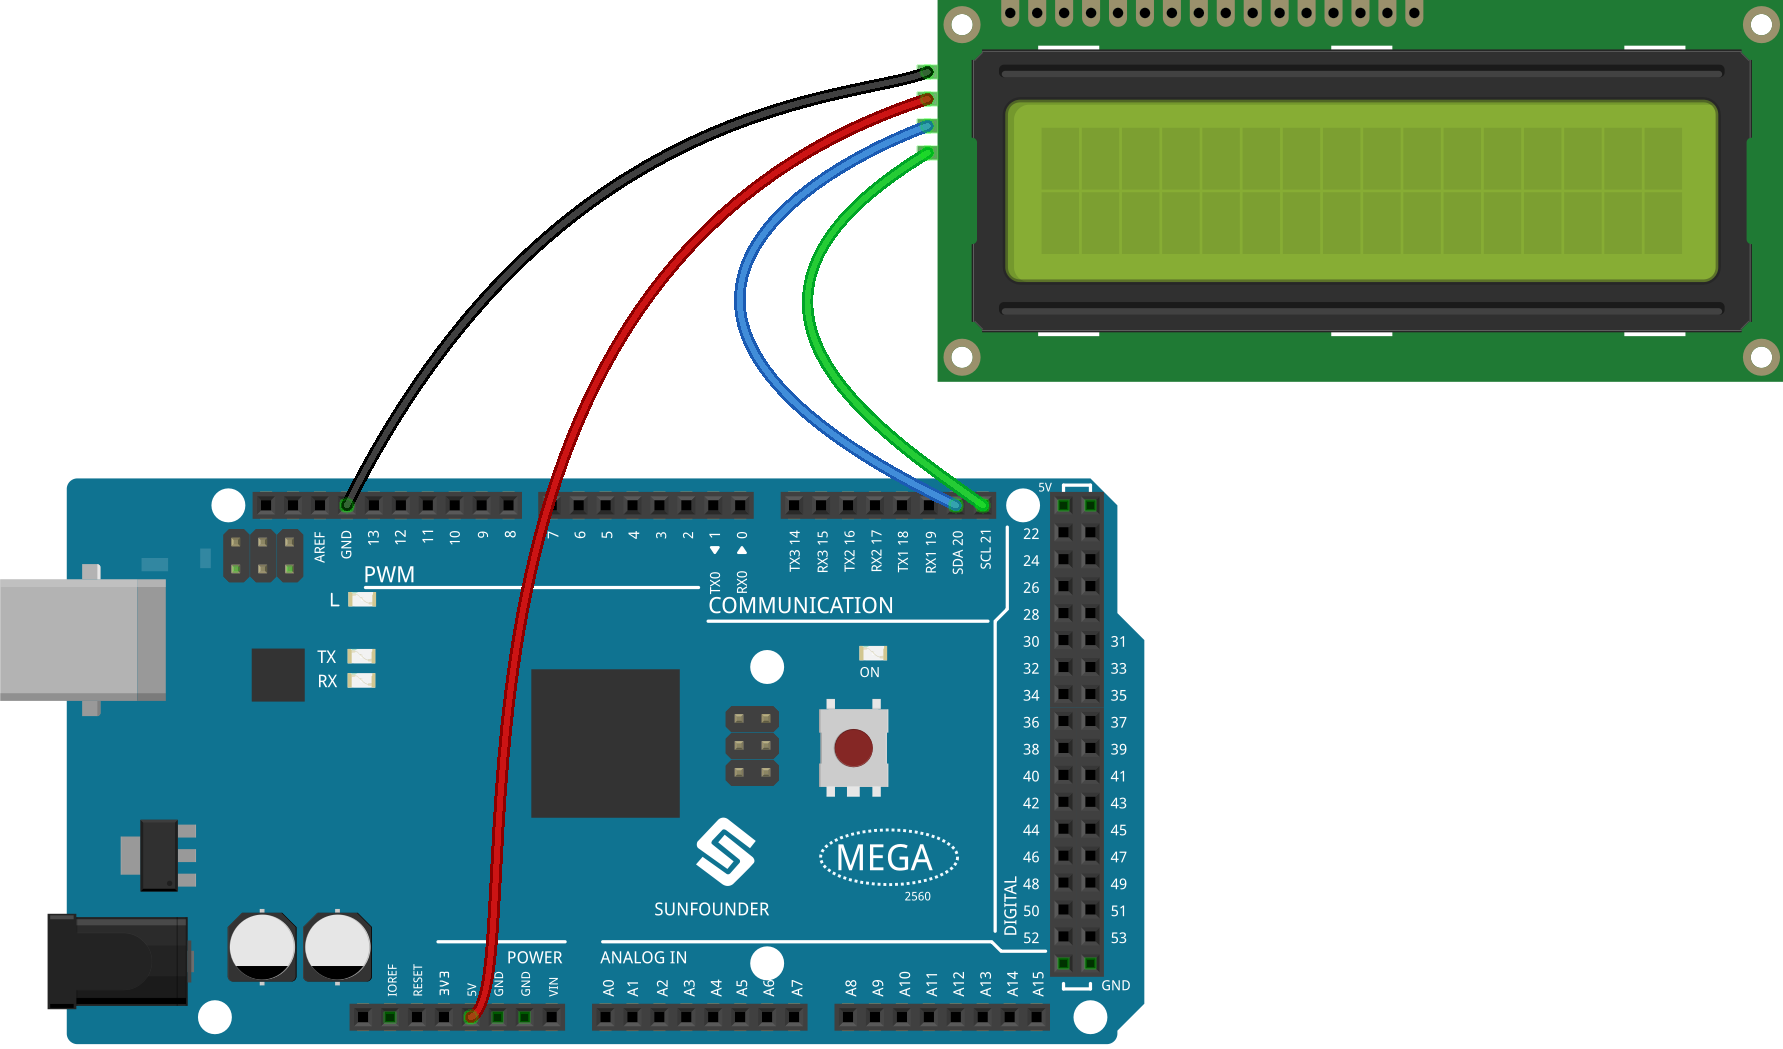 5V
AREF GND 13 12 11 10 9 8 7 6 5 4 3 2 1 0 TX3 14 RX3 15 TX2 16 RX2 17 TX1 18 RX1 19 SDA 20 SCL 21
TX0 RX0
PWM
COMMUNICATION
L
TX
RX
ON
22
24
26
28
30 31
32 33
34 35
36 37
38 39
40 41
42 43
44 45
46 47
48 49
50 51
52 53
DIGITAL
GND
MEGA
2560
SUNFOUNDER
POWER
ANALOG IN
IOREF RESET 3V3 5V GND GND VIN A0 A1 A2 A3 A4 A5 A6 A7 A8 A9 A10 A11 A12 A13 A14 A15